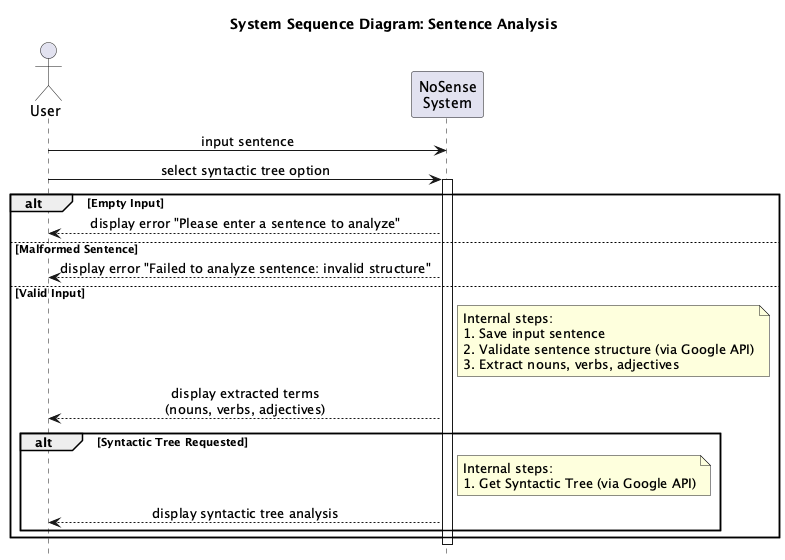 System Sequence Diagram: Sentence Analysis
User
NoSense
System
input sentence
select syntactic tree option
alt
[Empty Input]
display error "Please enter a sentence to analyze"
[Malformed Sentence]
display error "Failed to analyze sentence: invalid structure"
[Valid Input]
Internal steps:
1. Save input sentence
2. Validate sentence structure (via Google API)
3. Extract nouns, verbs, adjectives
display extracted terms
(nouns, verbs, adjectives)
alt
[Syntactic Tree Requested]
Internal steps:
1. Get Syntactic Tree (via Google API)
display syntactic tree analysis